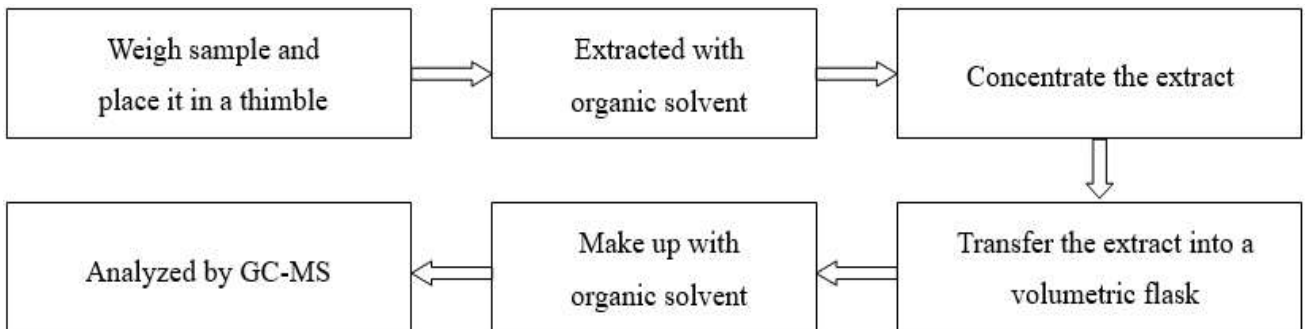 Weigh sample and
place it in a thimble
Extracted with
organic solvent
Concentrate the extract
Transfer the extract into a
volumetric flask
Make up with
organic solvent
Analyzed by GC-MS